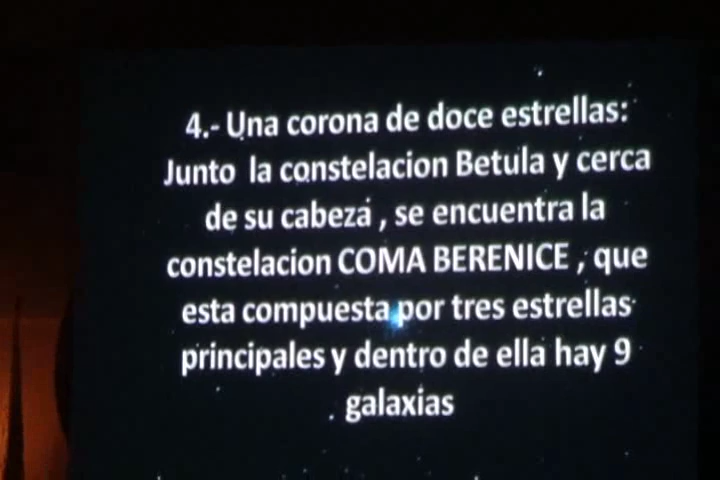 4.- Una corona de doce estrellas:
Junto la constelacion Betula y cerca
de su cabeza , se encuentra la
constelacion COMA BERENICE , que
esta compuesta por tres estrellas
principales y dentro de ella hay 9
galaxias